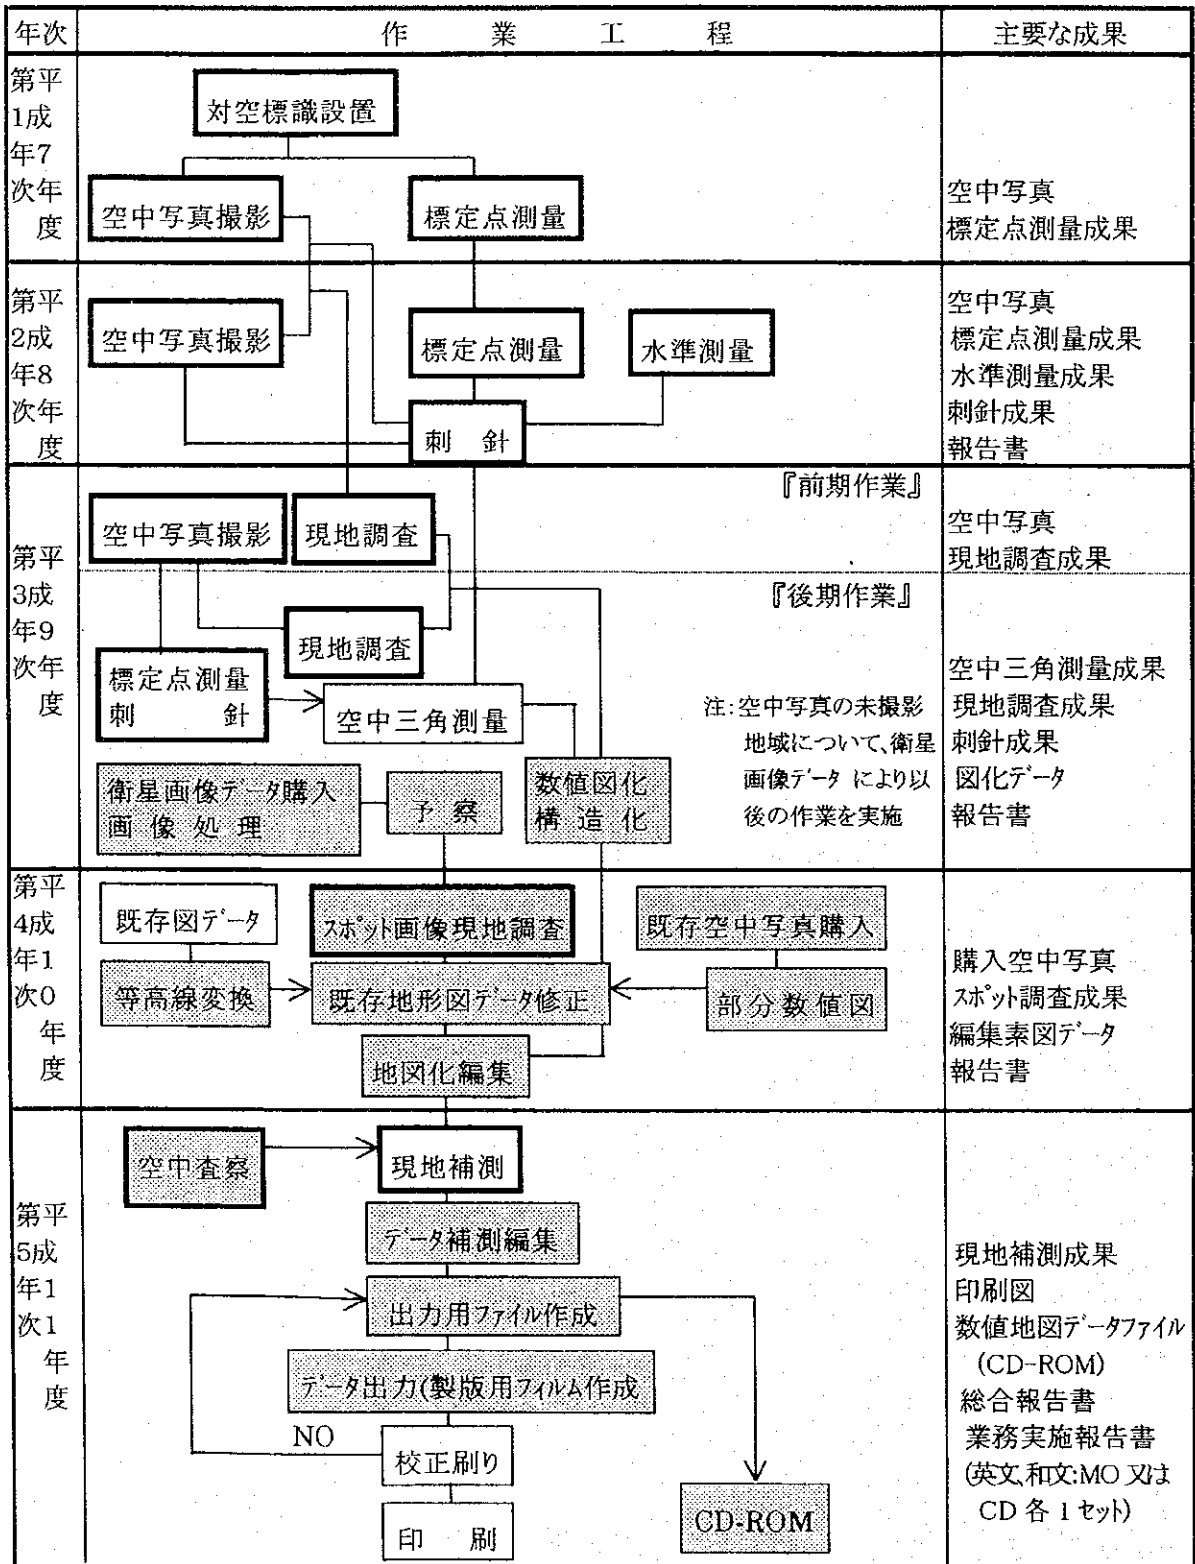 年次
作　業　工　程
主要な成果
第1年次
平成7年度
対空標識設置
空中写真撮影
標定点測量
空中写真
標定点測量成果
第2年次
平成8年度
空中写真撮影
標定点測量
水準測量
刺　針
空中写真
標定点測量成果
水準測量成果
刺針成果
報告書
第3年次
平成9年度
『前期作業』
空中写真撮影
現地調査
空中写真
現地調査成果
『後期作業』
現地調査
標定点測量
刺　　針
空中三角測量
注:空中写真の未撮影
地域について、衛星
画像データ により以
後の作業を実施
衛星画像データ購入
画 像 処 理
予　察
数値図化
構 造 化
空中三角測量成果
現地調査成果
刺針成果
図化データ
報告書
第4年次
平成10年度
既存図データ
スポット画像現地調査
既存空中写真購入
等高線変換
既存地形図データ修正
部分数値図
地図化編集
購入空中写真
スポット調査成果
編集素図データ
報告書
第5年次
平成11年度
空中査察
現地補測
データ補測編集
出力用ファイル作成
データ出力(製版用フィルム作成
NO
校正刷り
印　刷
CD-ROM
現地補測成果
印刷図
数値地図データファイル
(CD-ROM)
総合報告書
業務実施報告書
(英文,和文:MO 又は
CD 各 1 セット)